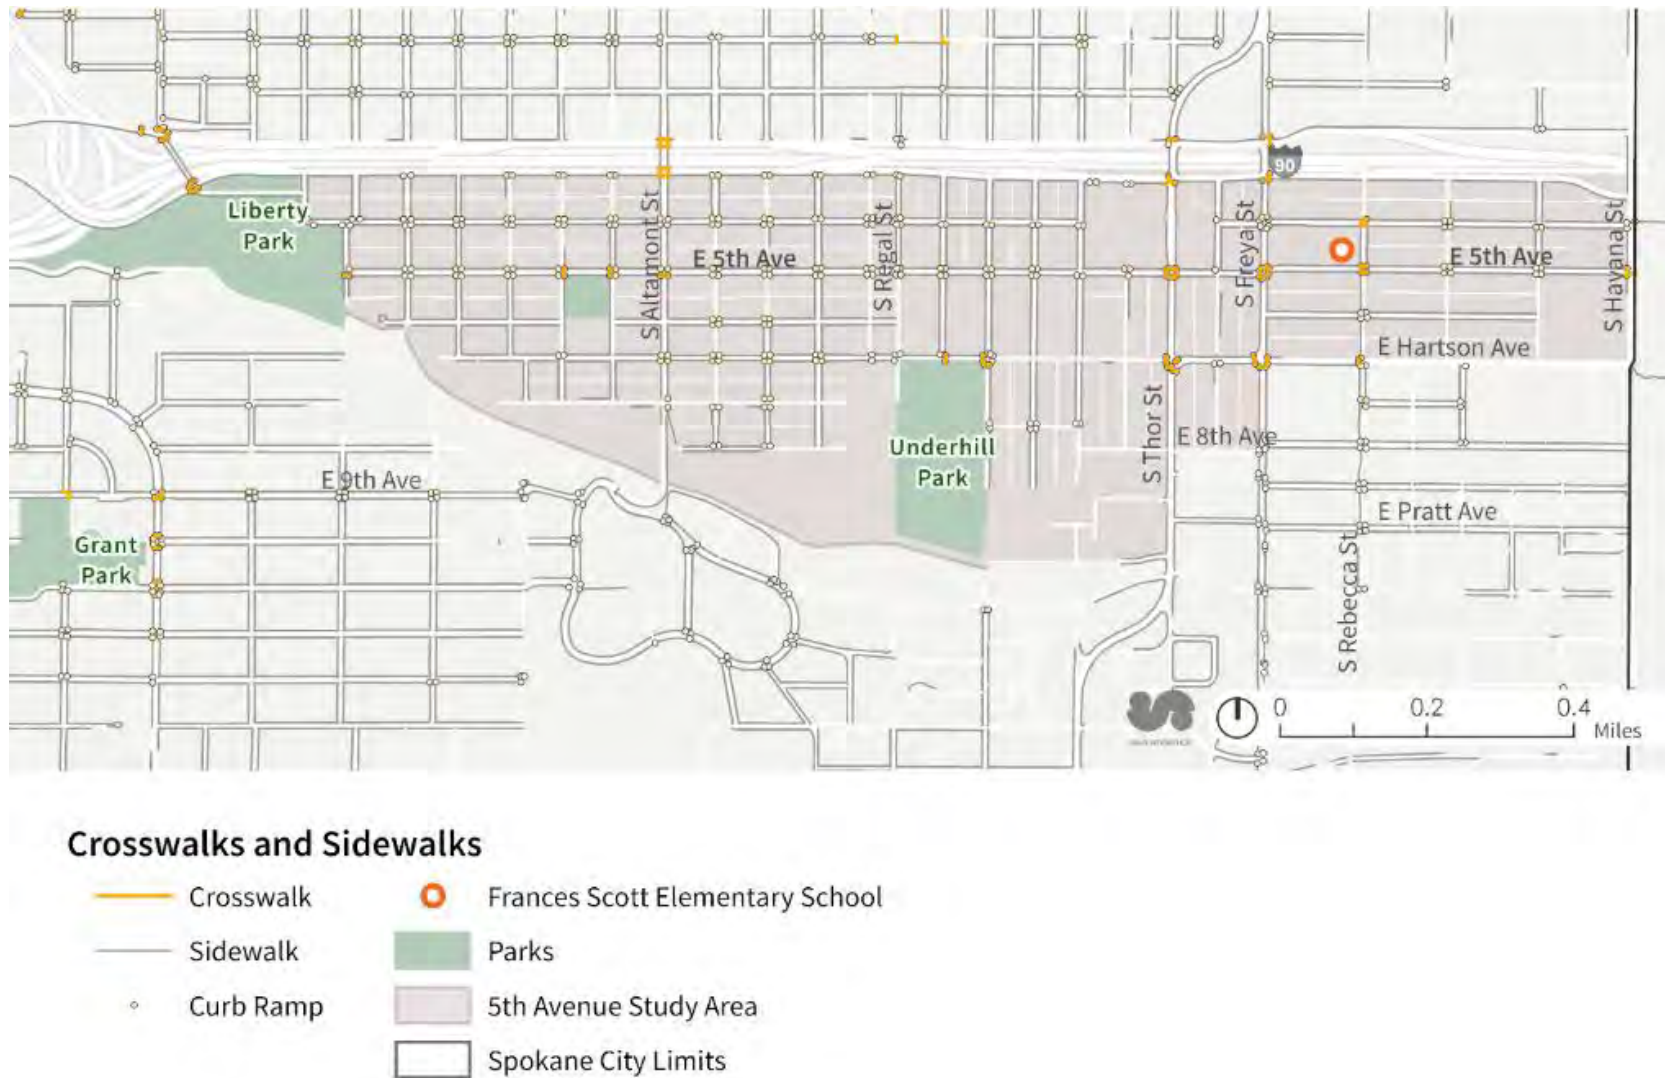 90
Liberty
Park
S Altamont St
E 5th Ave
S Regal St
S Freya St
E 5th Ave
S Havana St
E Hartson Ave
Underhill
Park
S Thor St
E 8th Ave
E 9th Ave
E Pratt Ave
Grant
Park
S Rebecca St
0 0.2 0.4
Miles
Crosswalks and Sidewalks
Crosswalk
Frances Scott Elementary School
Sidewalk
Parks
Curb Ramp
5th Avenue Study Area
Spokane City Limits